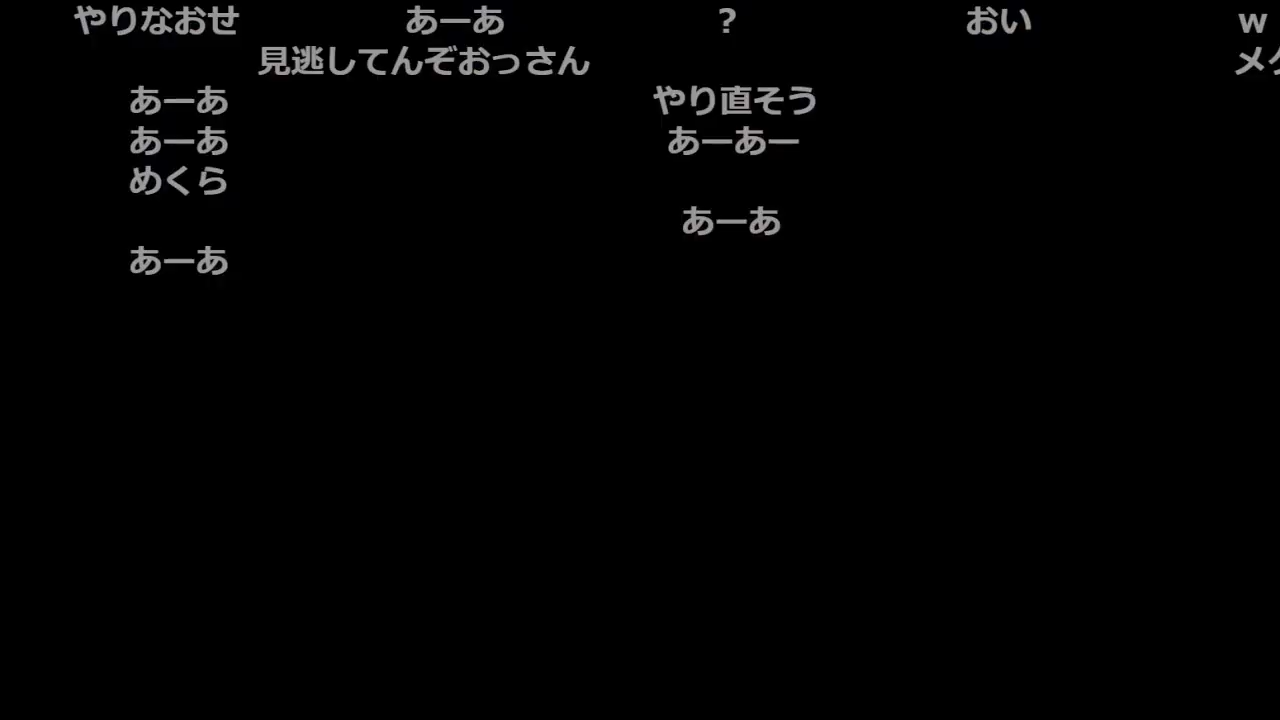 やりなおせ あーあ ? おい w
見逃してんぞおっさん メク
あーあ やり直そう
あーあ あーあー
めくら
あーあ
あーあ